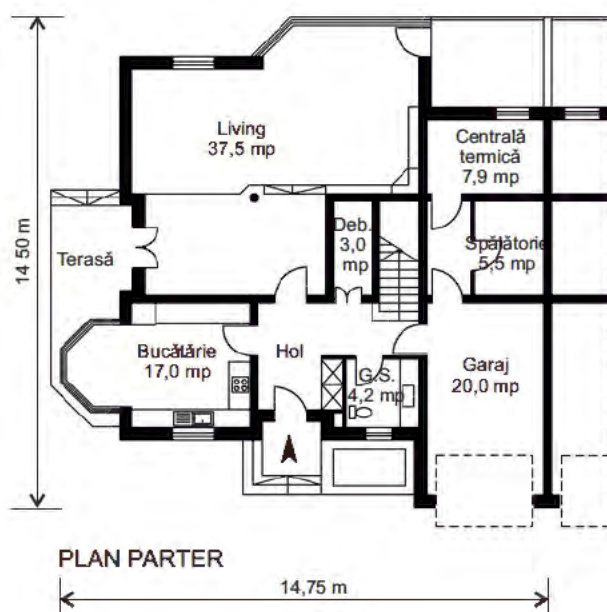 Living
37,5 mp
Centrală
termică
7,9 mp
Deb.
3,0
mp
Spălătorie
5,5 mp
Terasă
14 50 m
Bucătărie
17,0 mp
Hol
G.S.
4,2 mp
Garaj
20,0 mp
PLAN PARTER
14,75 m